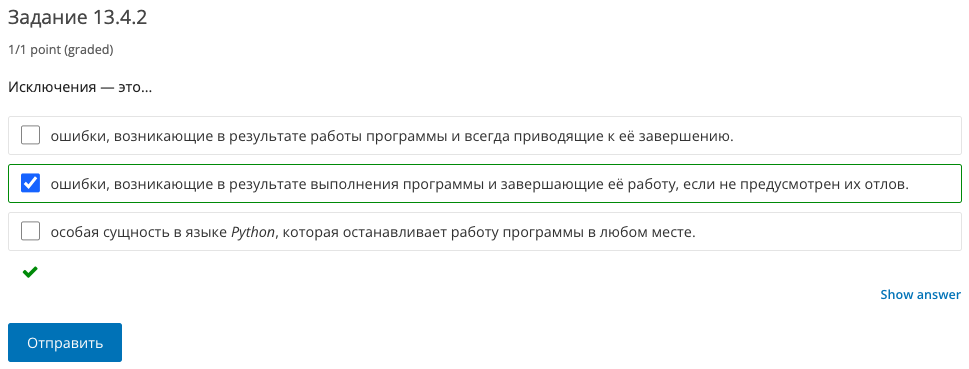 Задание 13.4.2
1/1 point (graded)
Исключения — это...
ошибки, возникающие в результате работы программы и всегда приводящие к её завершению.
ошибки, возникающие в результате выполнения программы и завершающие её работу, если не предусмотрен их отлов.
особая сущность в языке Python, которая останавливает работу программы в любом месте.
Show answer
Отправить